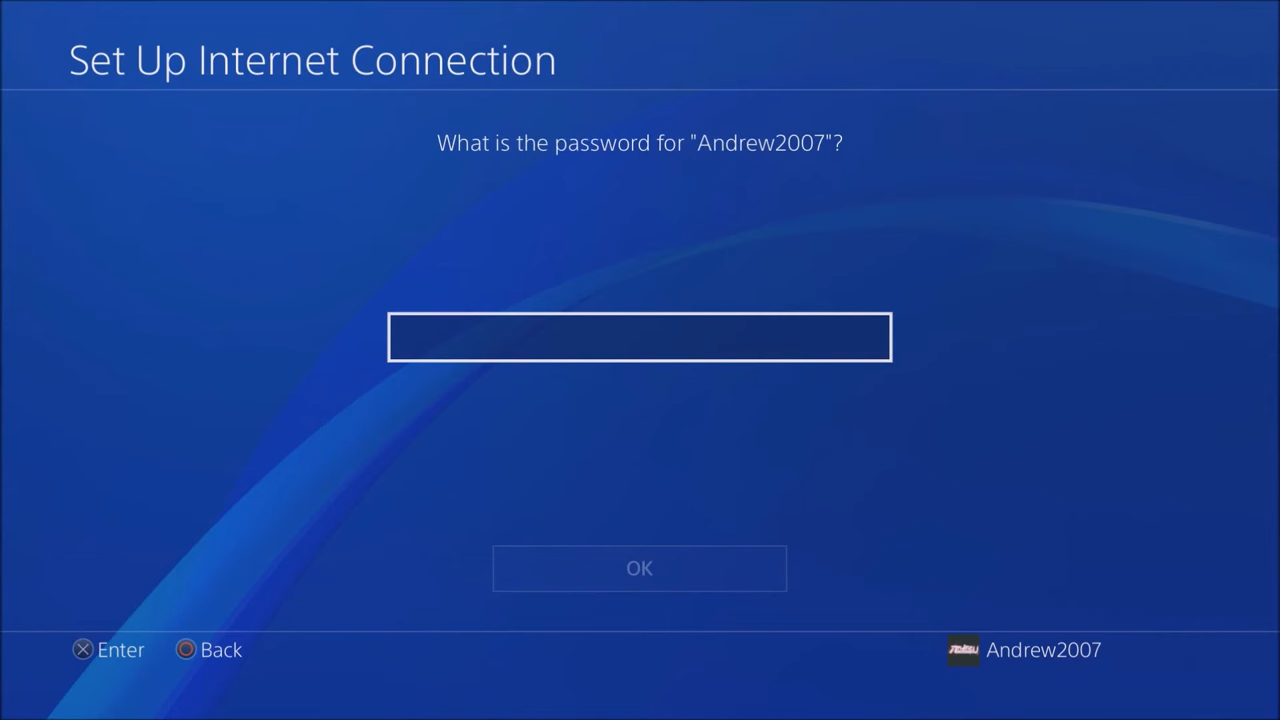 Set Up Internet Connection
What is the password for "Andrew2007"?
OK
Enter Back Andrew2007